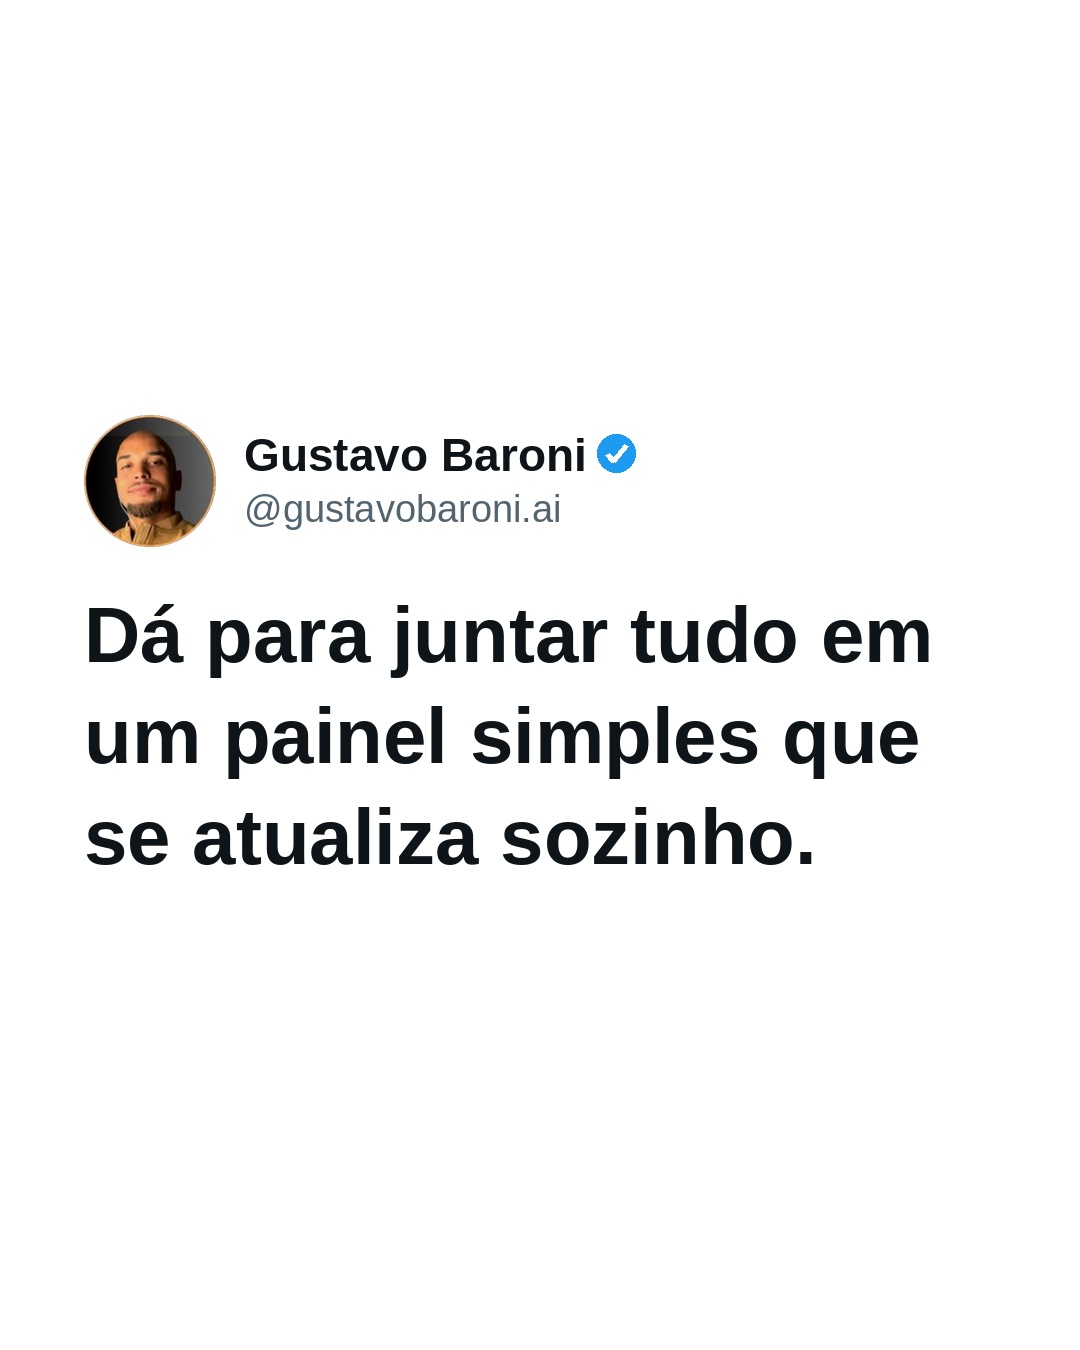 Gustavo Baroni
@gustavobaroni.ai
Dá para juntar tudo em
um painel simples que
se atualiza sozinho.